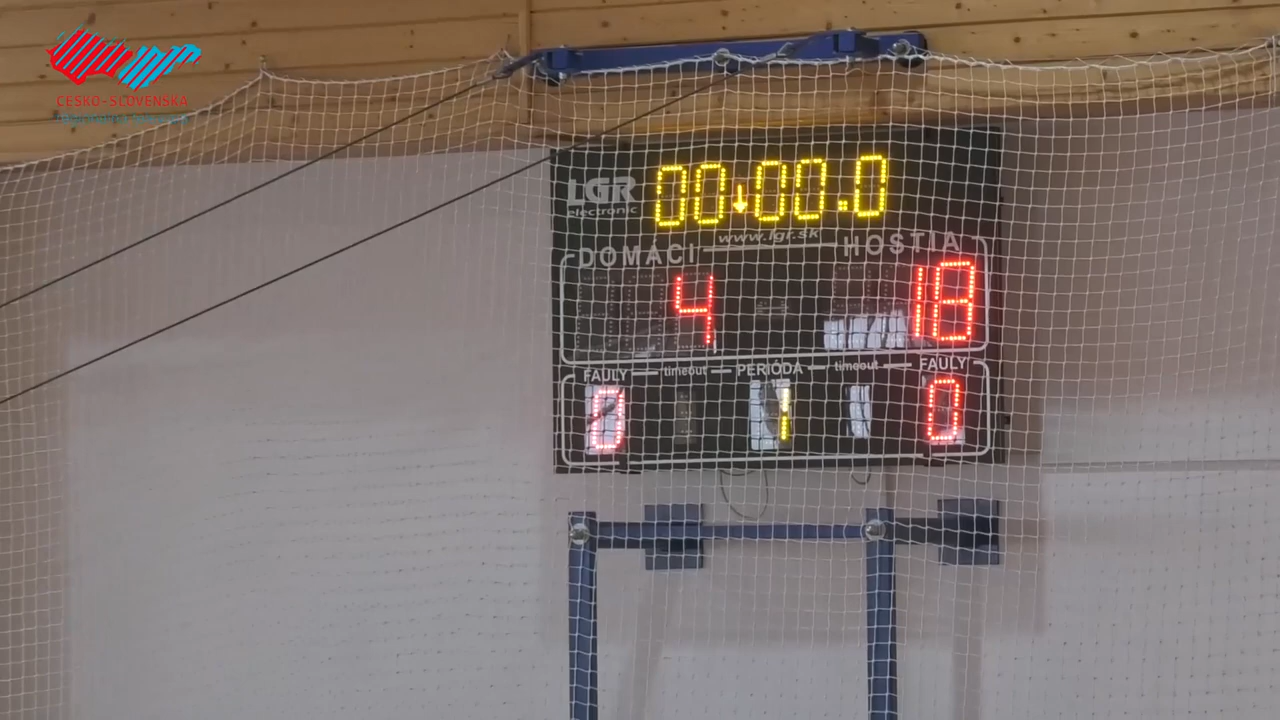 ČESKO-SLOVENSKÁ
LGR
electronic
00:00.0
www.lgr.sk
DOMÁCI
HOSTIA
4
18
FAULY
timeout
PERIÓDA
timeout
FAULY
0
1
0